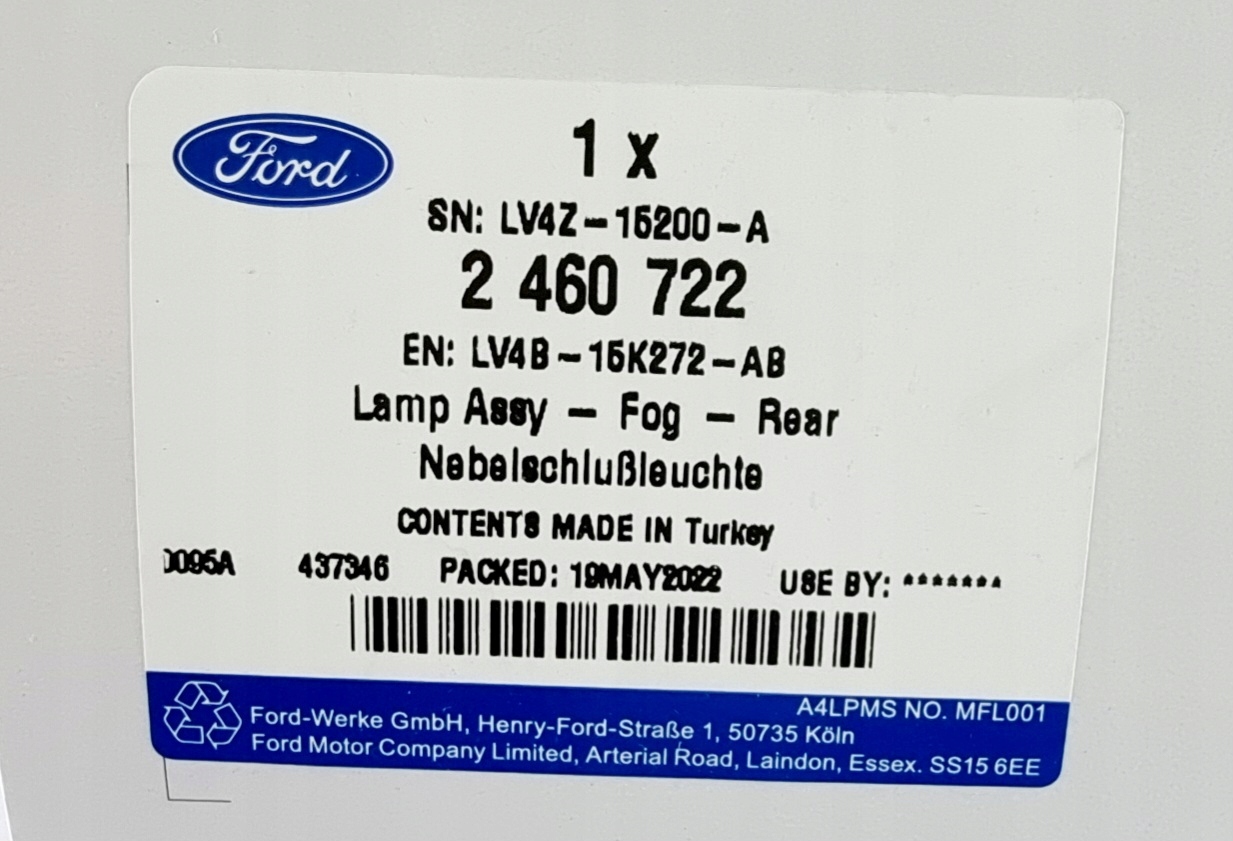 Ford
1 x
SN: LV4Z-15200-A
2 460 722
EN: LV4B-15K272-AB
Lamp Assy - Fog - Rear
Nebelschlußleuchte
CONTENTS MADE IN Turkey
437346 PACKED: 19MAY2022 USE BY: *******
A4LPMS NO. MFL001
Ford-Werke GmbH, Henry-Ford-Straße 1, 50735 Köln
Ford Motor Company Limited, Arterial Road, Laindon, Essex. SS15 6EE